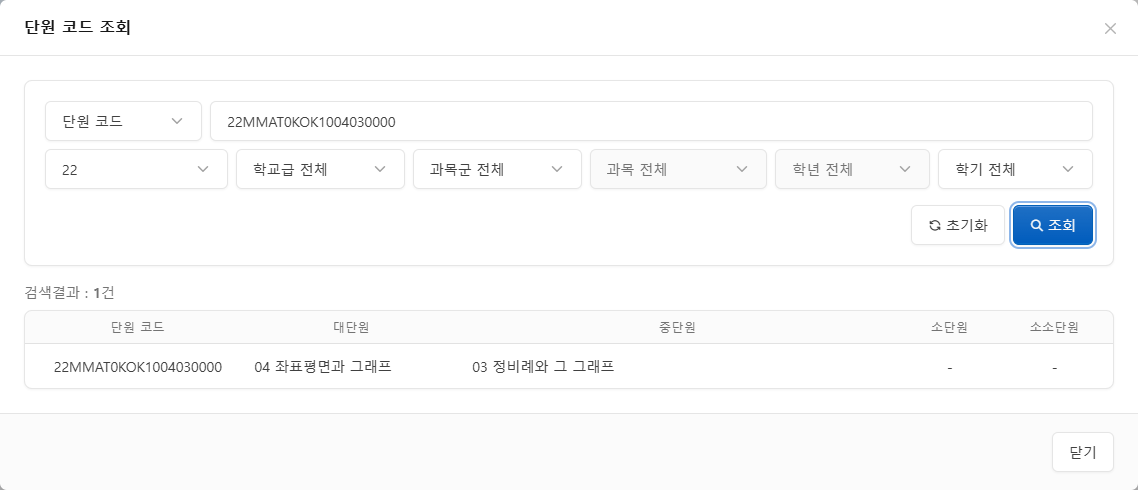 단원 코드 조회
단원 코드 22MMAT0KOK1004030000
22 학교급 전체 과목군 전체 과목 전체 학년 전체 학기 전체
초기화 조회
검색결과 : 1건
단원 코드 대단원 중단원 소단원 소소단원
22MMAT0KOK1004030000 04 좌표평면과 그래프 03 정비례와 그 그래프 - -
닫기